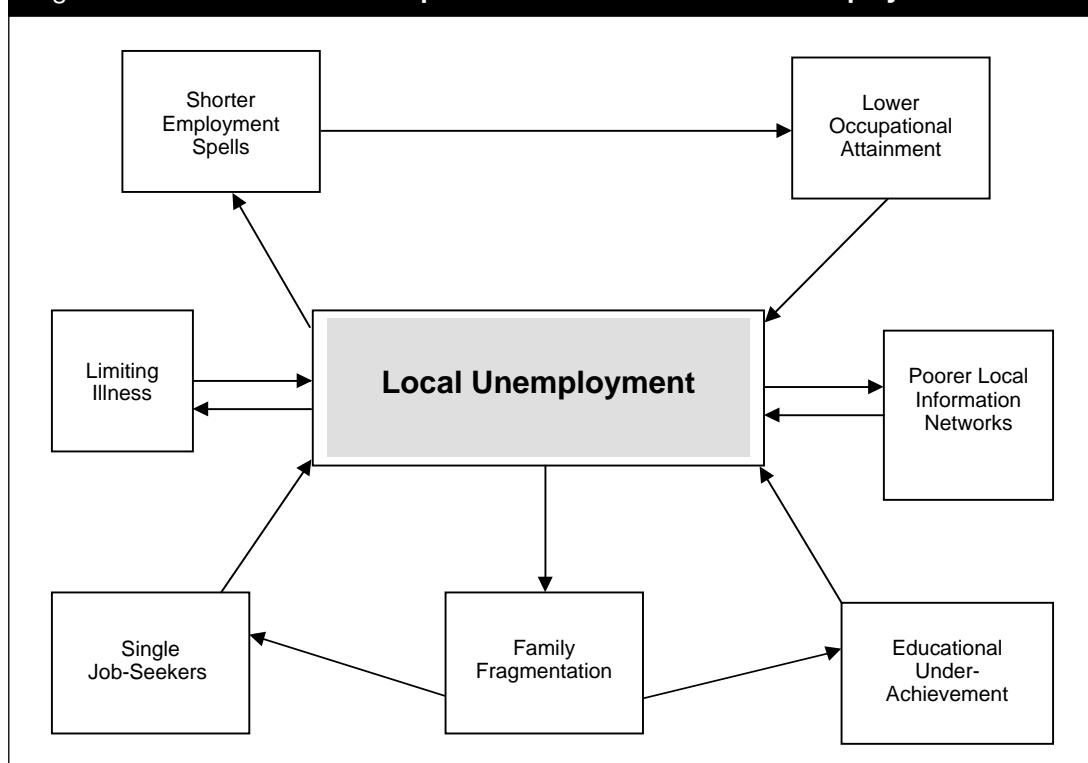 Shorter
Employment
Spells
Lower
Occupational
Attainment
Limiting
Illness
Local Unemployment
Poorer Local
Information
Networks
Single
Job-Seekers
Family
Fragmentation
Educational
Under-
Achievement